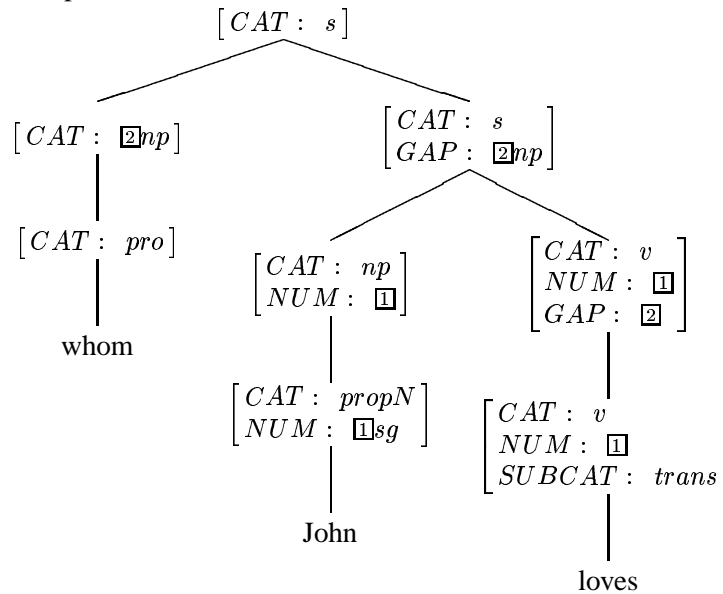 [ CAT : s ]
[ CAT : 2np ]
[ CAT : s
GAP : 2np ]
[ CAT : pro ]
[ CAT : np
NUM : 1 ]
[ CAT : v
NUM : 1
GAP : 2 ]
whom
[ CAT : propN
NUM : 1sg ]
[ CAT : v
NUM : 1
SUBCAT : trans
John
loves